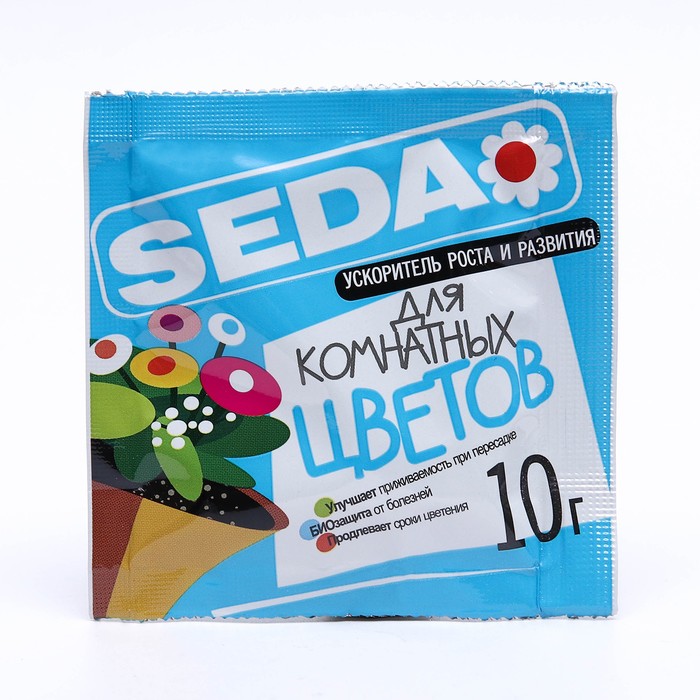 SEDA
УСКОРИТЕЛЬ РОСТА И РАЗВИТИЯ
ДЛЯ
КОМНАТНЫХ
ЦВЕТОВ
Улучшает приживаемость при пересадке
БИОзащита от болезней
Продлевает сроки цветения
10г